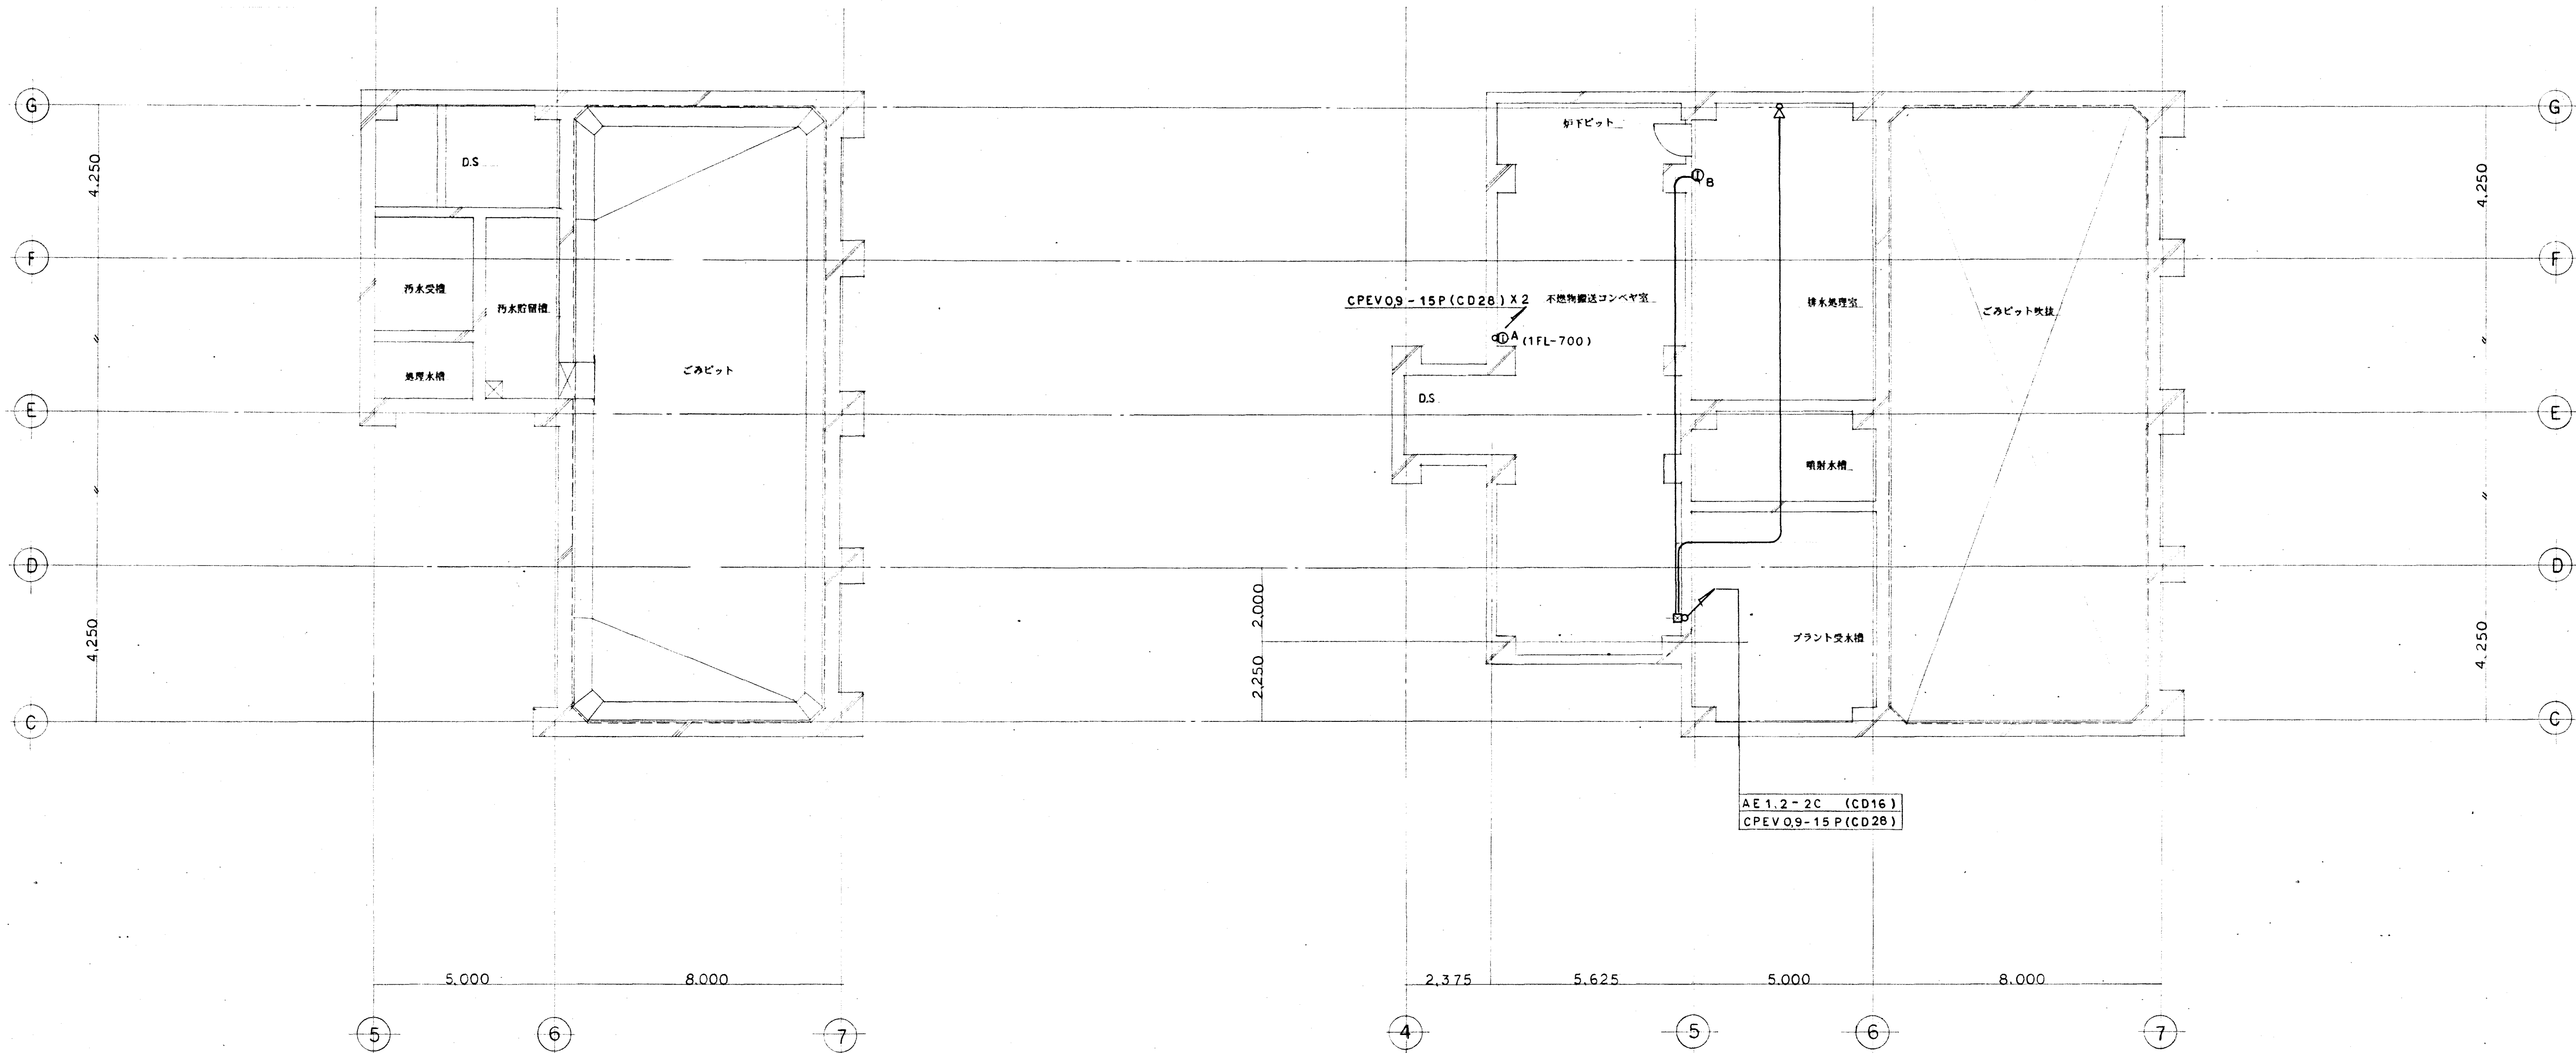 G
F
E
D
C
4.250
〃
〃
4,250
D.S
汚水受槽
汚水貯留槽
処理水槽
ごみピット
5.000
8.000
5
6
7
炉下ピット
B
CPEV0,9-15P(CD28)X2
不燃物搬送コンベヤ室
A (1FL-700)
D.S
排水処理室
ごみピット吹抜
噴射水槽
プラント受水槽
2,000
2,250
AE1.2-2C (CD16)
CPEV0,9-15P(CD28)
2,375
5.625
5.000
8.000
4
5
6
7
G
F
E
D
C
4,250
〃
〃
4.250